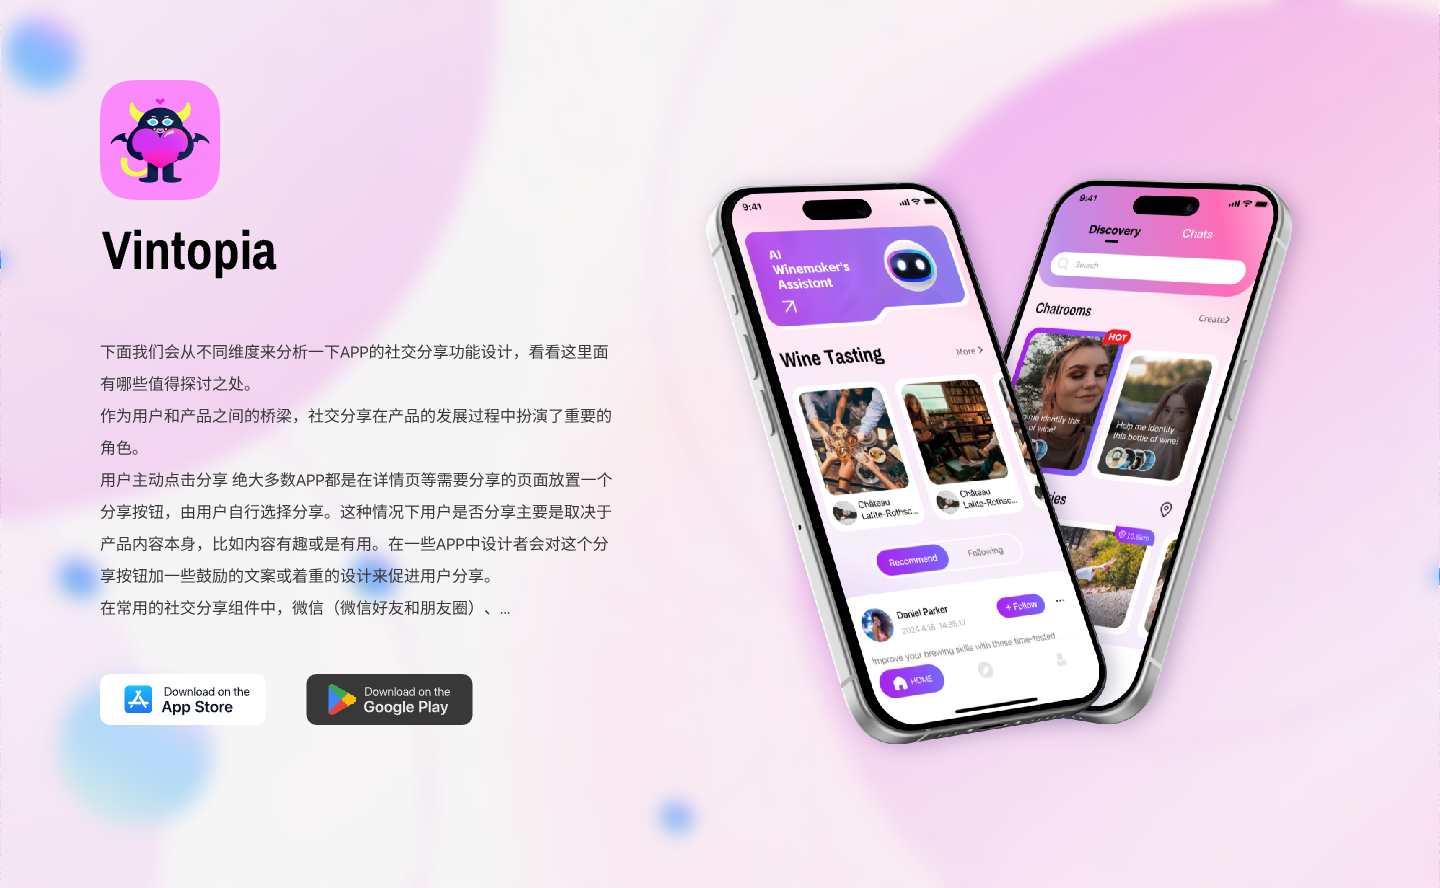 Vintopia
下面我们会从不同维度来分析一下APP的社交分享功能设计，看看这里面
有哪些值得探讨之处。
作为用户和产品之间的桥梁，社交分享在产品的发展过程中扮演了重要的
角色。
用户主动点击分享 绝大多数APP都是在详情页等需要分享的页面放置一个
分享按钮，由用户自行选择分享。这种情况下用户是否分享主要是取决于
产品内容本身，比如内容有趣或是有用。在一些APP中设计者会对这个分
享按钮加一些鼓励的文案或着重的设计来促进用户分享。
在常用的社交分享组件中，微信（微信好友和朋友圈）、...
Download on the
App Store
Download on the
Google Play
9:41
AI
Winemaker's
Assistant
Wine Tasting
More
Château
Lafite-Rothsc...
Château
Lafite-Rothsc...
Recommend
Following
Daniel Parker
2024.4.18 14:35:17
+ Follow
Improve your brewing skills with these time-tested
HOME
9:41
Discovery
Chats
Search
Chatrooms
Create
HOT
me identify this
of wine!
Help me identify
this bottle of wine!